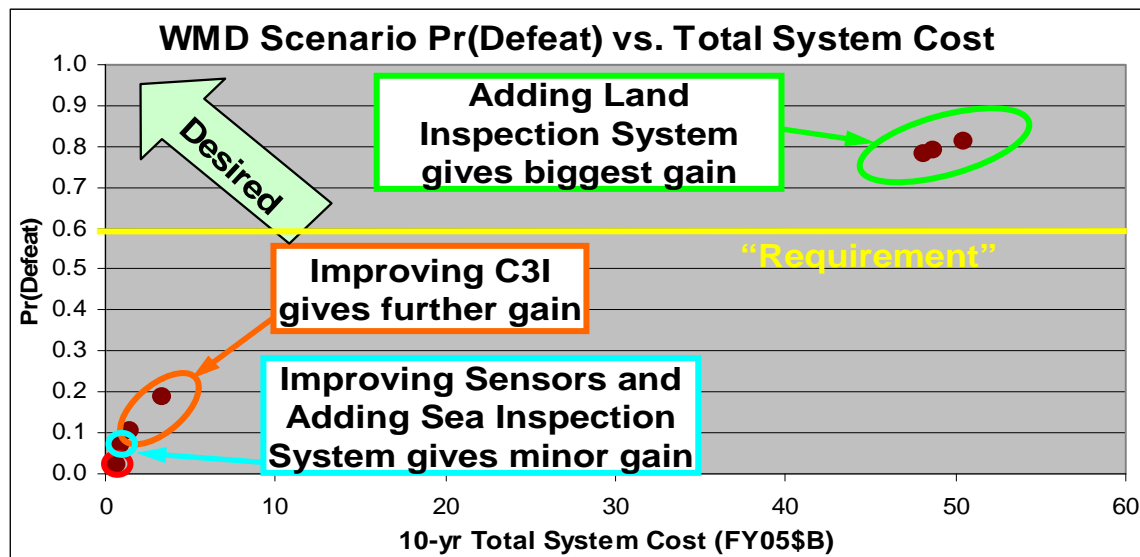 WMD Scenario Pr(Defeat) vs. Total System Cost
1.0
0.9
0.8
0.7
0.6
0.5
0.4
0.3
0.2
0.1
0.0
Pr(Defeat)
Desired
Adding Land
Inspection System
gives biggest gain
“Requirement”
Improving C3I
gives further gain
Improving Sensors and
Adding Sea Inspection
System gives minor gain
0 10 20 30 40 50 60
10-yr Total System Cost (FY05$B)